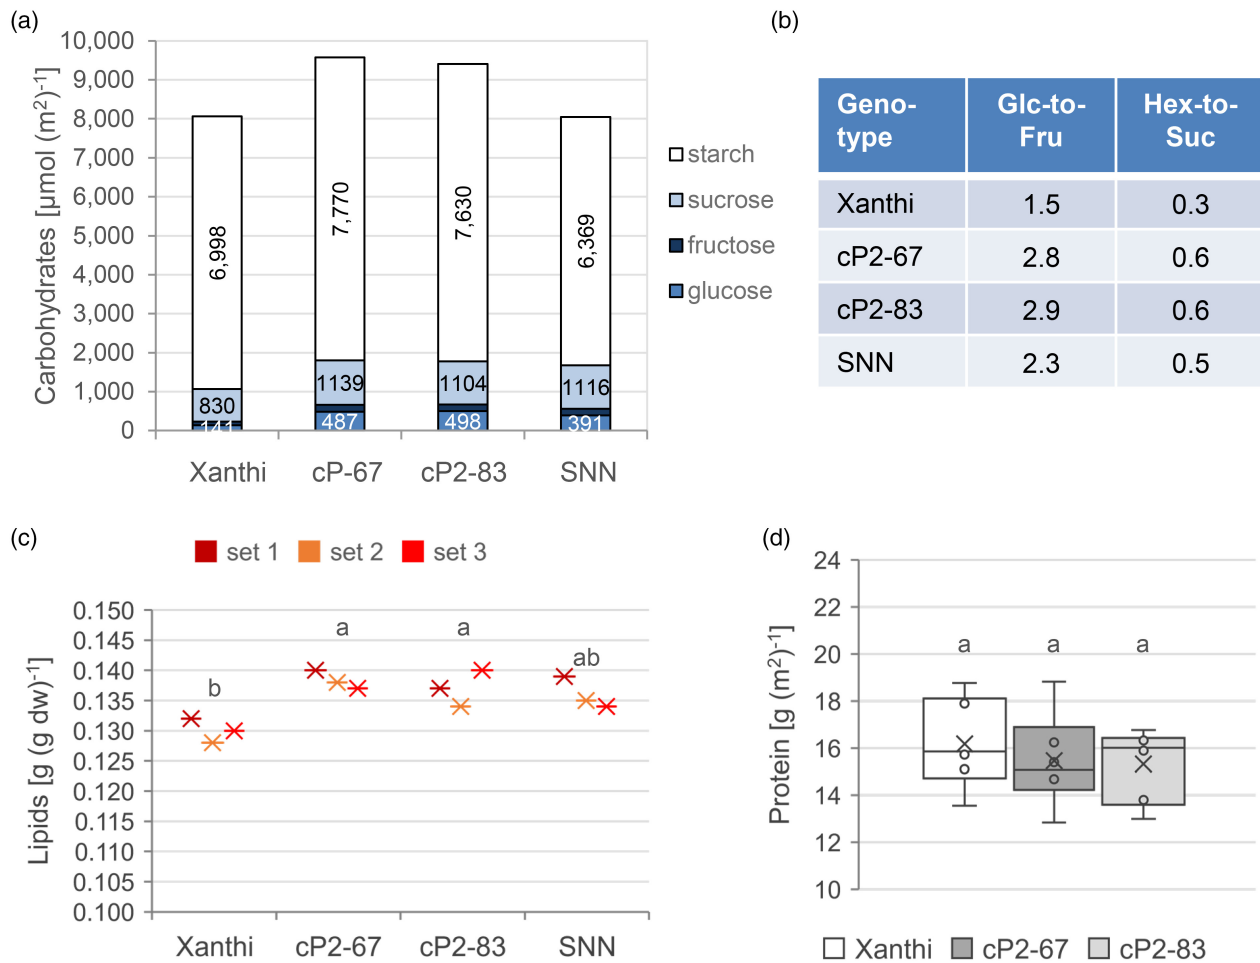 (a)
Carbohydrates [µmol (m²)⁻¹]
10,000
9,000
8,000
7,000
6,000
5,000
4,000
3,000
2,000
1,000
0
6,998
830
141
7,770
1139
487
7,630
1104
498
6,369
1116
391
Xanthi
cP-67
cP2-83
SNN
starch
sucrose
fructose
glucose
(b)
Geno- Glc-to- Hex-to-
type Fru Suc
Xanthi 1.5 0.3
cP2-67 2.8 0.6
cP2-83 2.9 0.6
SNN 2.3 0.5
(c)
set 1 set 2 set 3
Lipids [g (g dw)⁻¹]
0.150
0.145
0.140
0.135
0.130
0.125
0.120
0.115
0.110
0.105
0.100
b
a
a
ab
Xanthi
cP2-67
cP2-83
SNN
(d)
Protein [g (m²)⁻¹]
24
22
20
18
16
14
12
10
a
a
a
Xanthi cP2-67 cP2-83